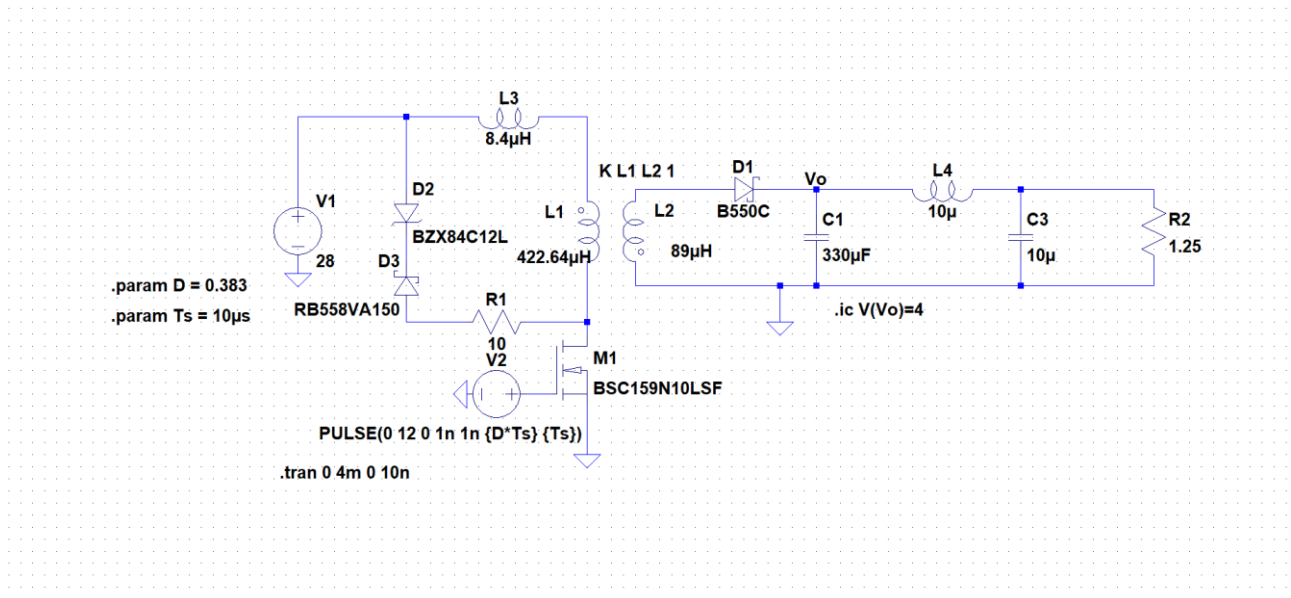 L3
8.4µH
K L1 L2 1
D1
Vo
L4
D2
V1
L1
L2
B550C
10µ
C1
C3
R2
BZX84C12L
422.64µH
89µH
330µF
10µ
1.25
28
D3
.param D = 0.383
RB558VA150
R1
.ic V(Vo)=4
.param Ts = 10µs
10
V2
M1
BSC159N10LSF
PULSE(0 12 0 1n 1n {D*Ts} {Ts})
.tran 0 4m 0 10n